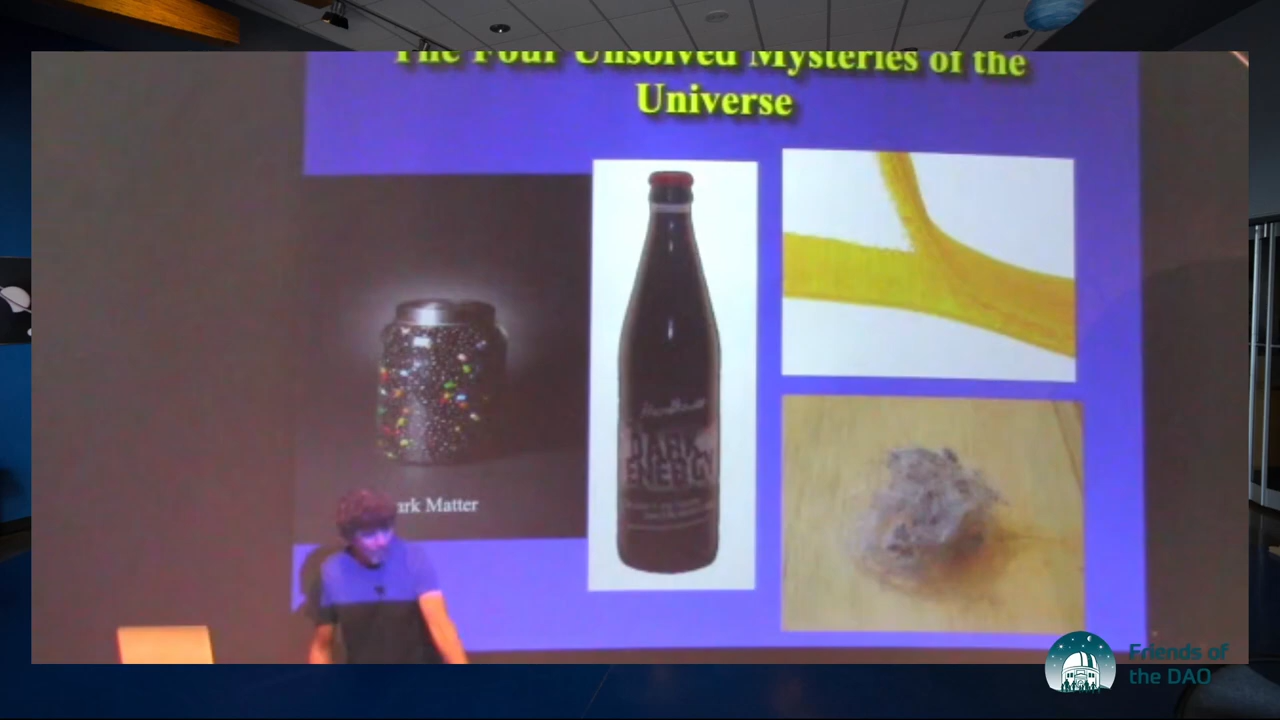 The Four Unsolved Mysteries of the
Universe
ark Matter
DARK
ENERGY
Friends of
the DAO